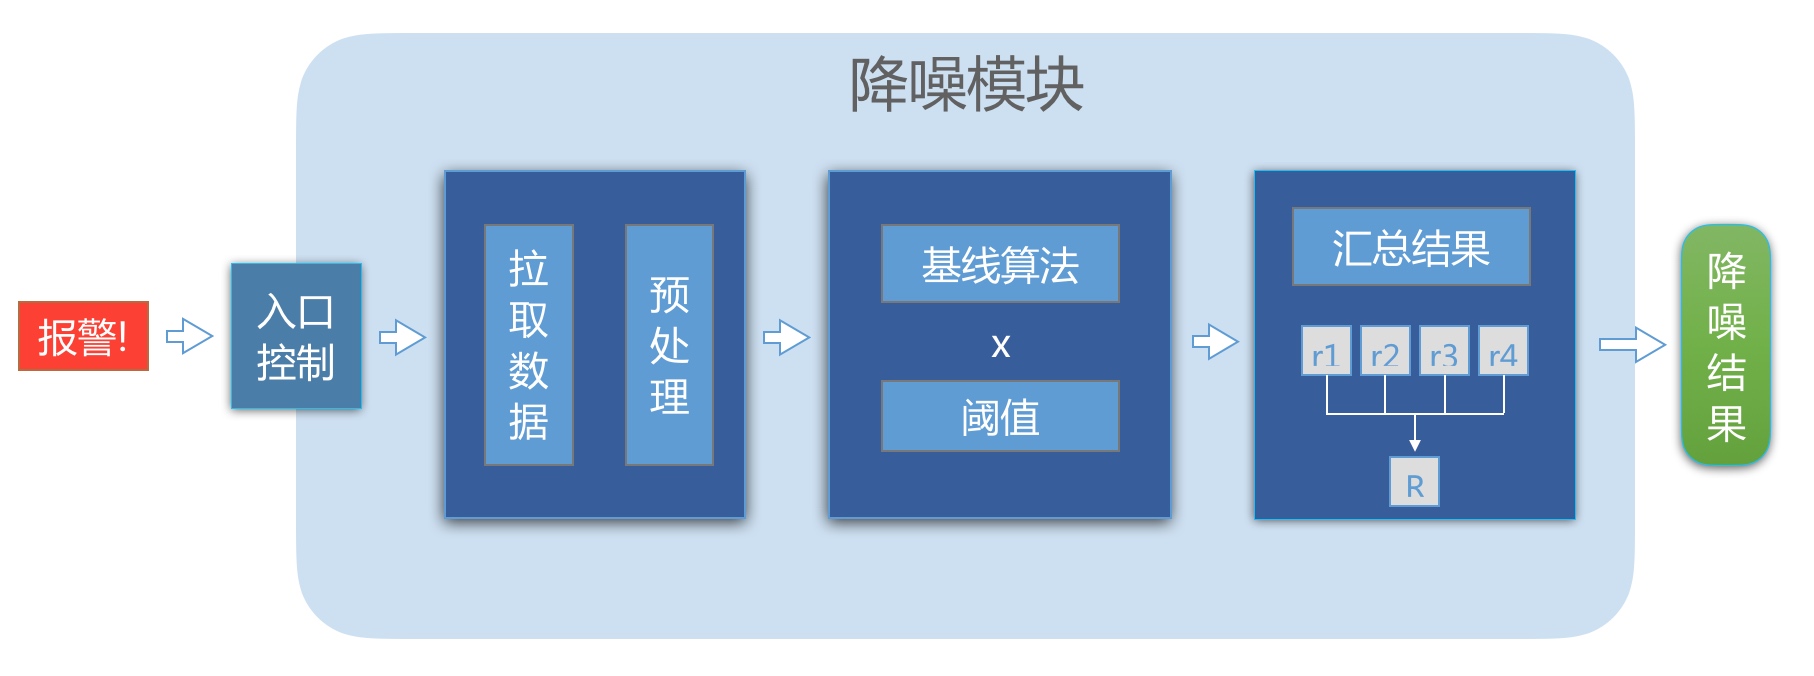 降噪模块
报警!
入口
控制
拉
取
数
据
预
处
理
基线算法
x
阈值
汇总结果
r1 r2 r3 r4
R
降
噪
结
果